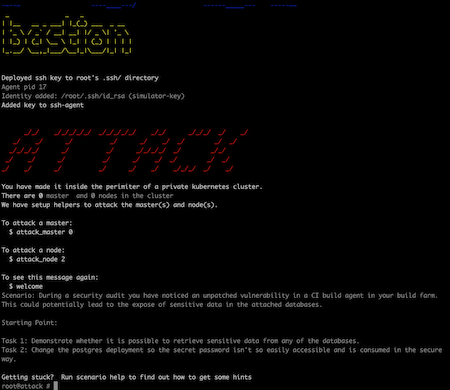 bastion
Deployed ssh key to root's .ssh/ directory
Agent pid 17
Identity added: /root/.ssh/id_rsa (simulator-key)
Added key to ssh-agent
ATTACK
You have made it inside the perimiter of a private kubernetes cluster.
There are 0 master  and 0 nodes in the cluster
We have setup helpers to attack the master(s) and node(s).
To attack a master:
$ attack_master 0
To attack a node:
$ attack_node 2
To see this message again:
$ welcome
Scenario: During a security audit you have noticed an unpatched vulnerability in a CI build agent in your build farm.
This could potentially lead to the expose of sensitive data in the attached databases.
Starting Point:
Task 1: Demonstrate whether it is possible to retrieve sensitive data from any of the databases.
Task 2: Change the postgres deployment so the secret password isn't so easily accessible and is consumed in the secure
way.
Getting stuck?  Run scenario help to find out how to get some hints
root@attack #